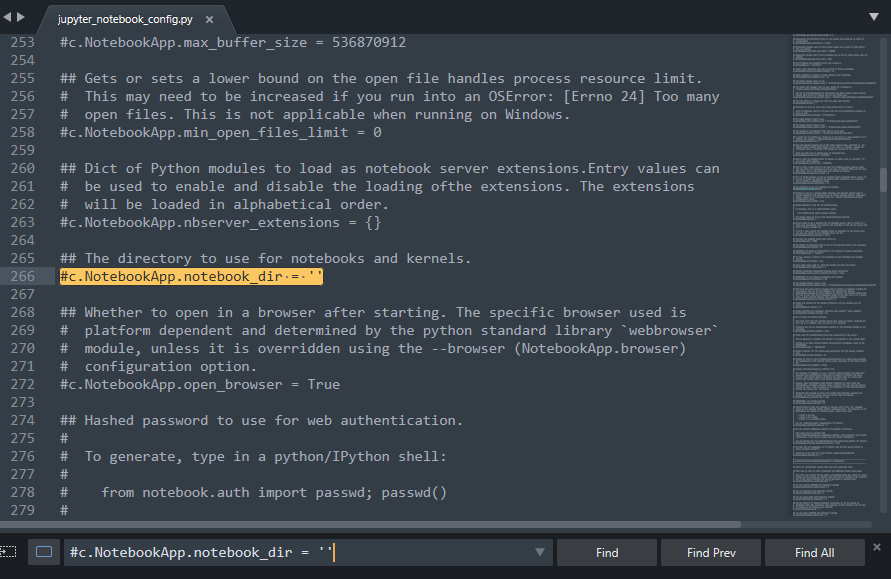 jupyter_notebook_config.py ×
253 #c.NotebookApp.max_buffer_size = 536870912
254
255 ## Gets or sets a lower bound on the open file handles process resource limit.
256 #  This may need to be increased if you run into an OSError: [Errno 24] Too many
257 #  open files. This is not applicable when running on Windows.
258 #c.NotebookApp.min_open_files_limit = 0
259
260 ## Dict of Python modules to load as notebook server extensions.Entry values can
261 #  be used to enable and disable the loading ofthe extensions. The extensions
262 #  will be loaded in alphabetical order.
263 #c.NotebookApp.nbserver_extensions = {}
264
265 ## The directory to use for notebooks and kernels.
266 #c.NotebookApp.notebook_dir = ''
267
268 ## Whether to open in a browser after starting. The specific browser used is
269 #  platform dependent and determined by the python standard library `webbrowser`
270 #  module, unless it is overridden using the --browser (NotebookApp.browser)
271 #  configuration option.
272 #c.NotebookApp.open_browser = True
273
274 ## Hashed password to use for web authentication.
275 #
276 #  To generate, type in a python/IPython shell:
277 #
278 #    from notebook.auth import passwd; passwd()
279 #
#c.NotebookApp.notebook_dir = '' Find Find Prev Find All ×